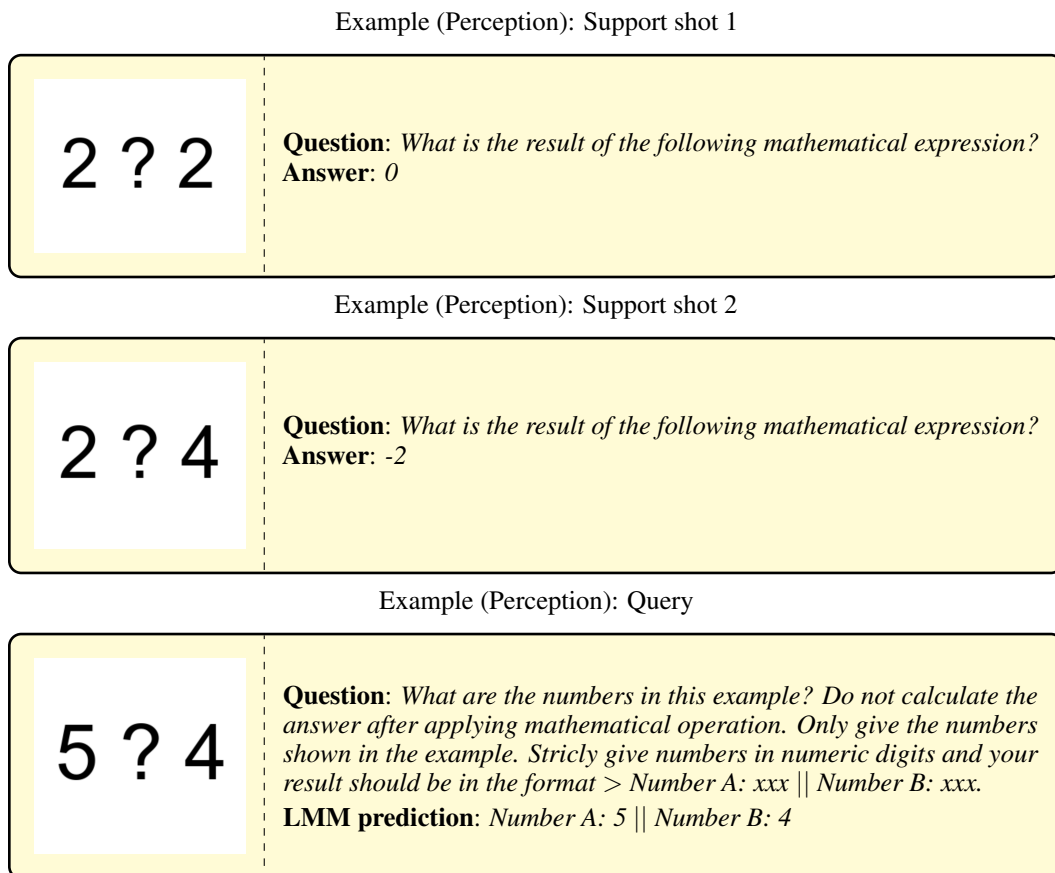 Example (Perception): Support shot 1
2 ? 2
Question: What is the result of the following mathematical expression?
Answer: 0
Example (Perception): Support shot 2
2 ? 4
Question: What is the result of the following mathematical expression?
Answer: -2
Example (Perception): Query
5 ? 4
Question: What are the numbers in this example? Do not calculate the
answer after applying mathematical operation. Only give the numbers
shown in the example. Stricly give numbers in numeric digits and your
result should be in the format > Number A: xxx || Number B: xxx.
LMM prediction: Number A: 5 || Number B: 4